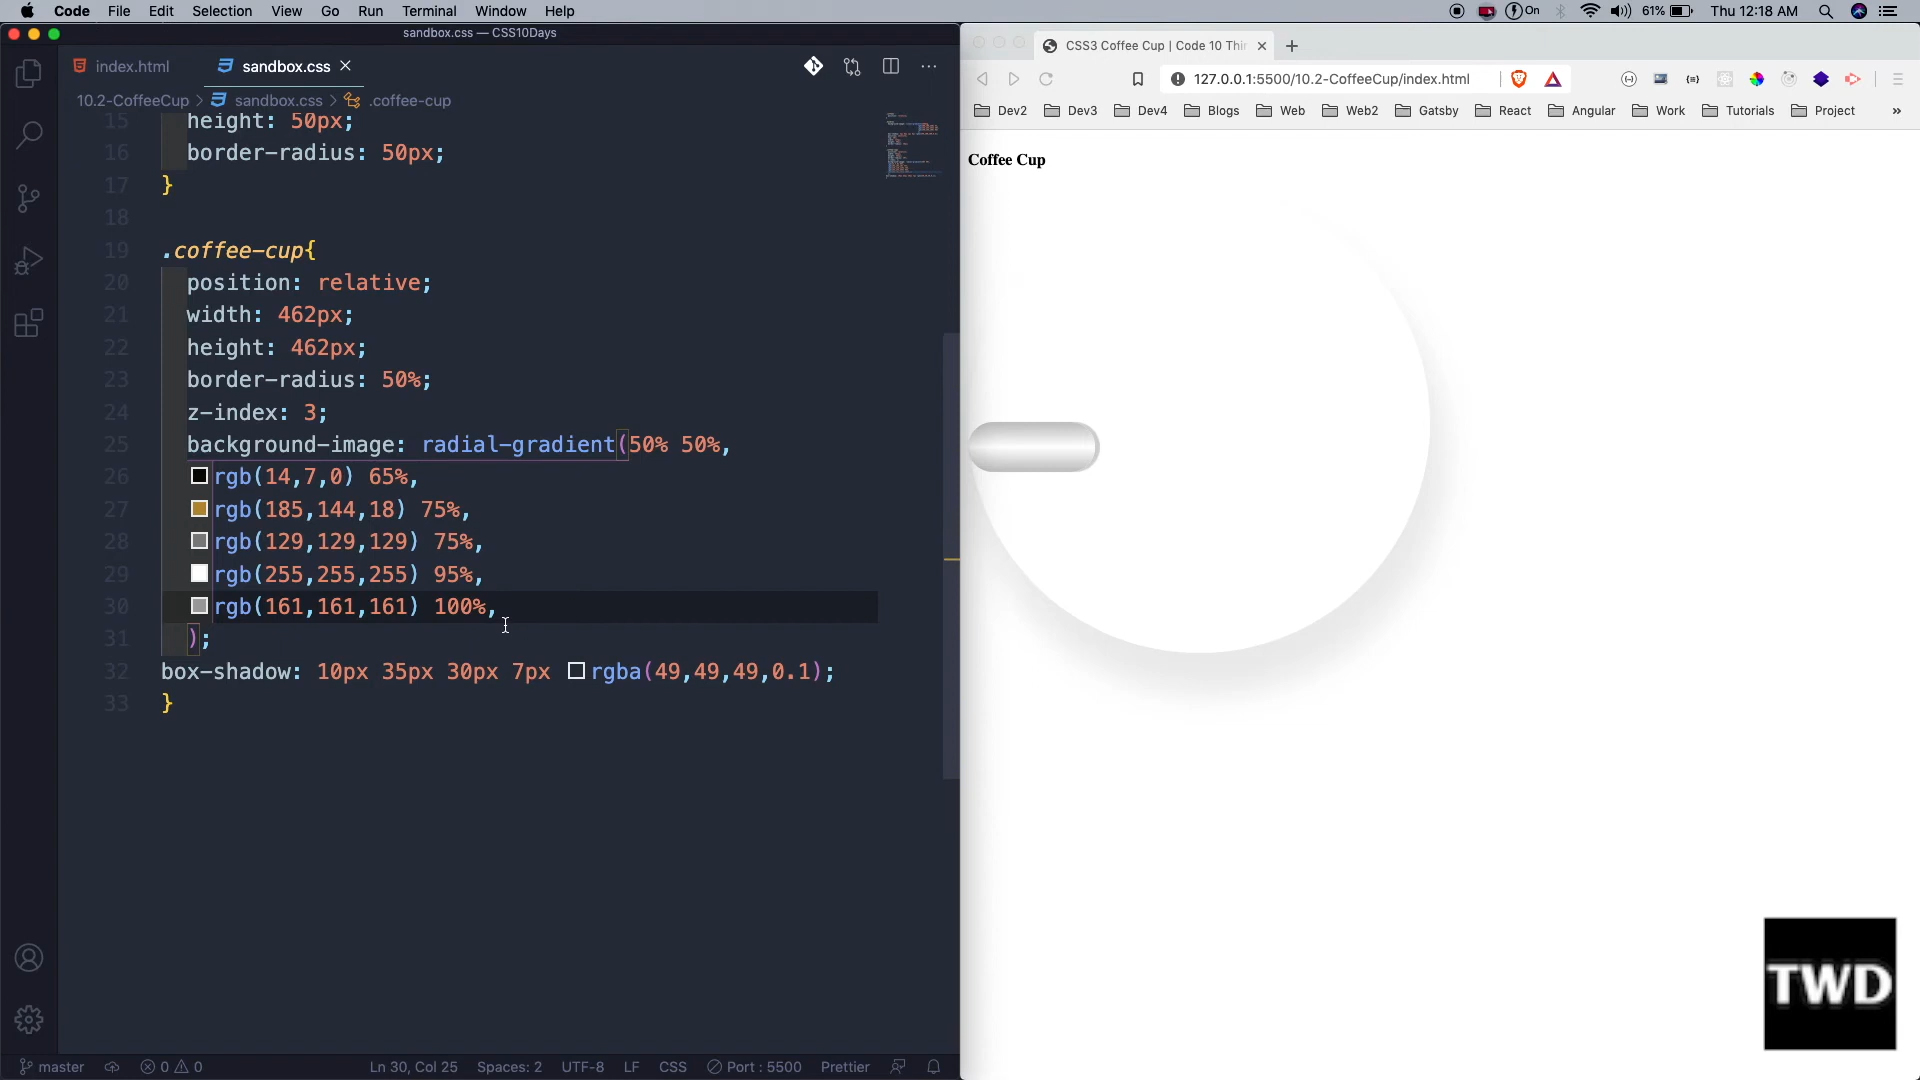 Code File Edit Selection View Go Run Terminal Window Help
On 61% Thu 12:18 AM
sandbox.css — CSS10Days
index.html
sandbox.css
10.2-CoffeeCup > sandbox.css > .coffee-cup
15 height: 50px;
16 border-radius: 50px;
17 }
18
19 .coffee-cup{
20 position: relative;
21 width: 462px;
22 height: 462px;
23 border-radius: 50%;
24 z-index: 3;
25 background-image: radial-gradient(50% 50%,
26 rgb(14,7,0) 65%,
27 rgb(185,144,18) 75%,
28 rgb(129,129,129) 75%,
29 rgb(255,255,255) 95%,
30 rgb(161,161,161) 100%,
31 );
32 box-shadow: 10px 35px 30px 7px rgba(49,49,49,0.1);
33 }
master 0 0 Ln 30, Col 25 Spaces: 2 UTF-8 LF CSS Port : 5500 Prettier
CSS3 Coffee Cup | Code 10 Thi
127.0.0.1:5500/10.2-CoffeeCup/index.html
Dev2 Dev3 Dev4 Blogs Web Web2 Gatsby React Angular Work Tutorials Project »
Coffee Cup
TWD